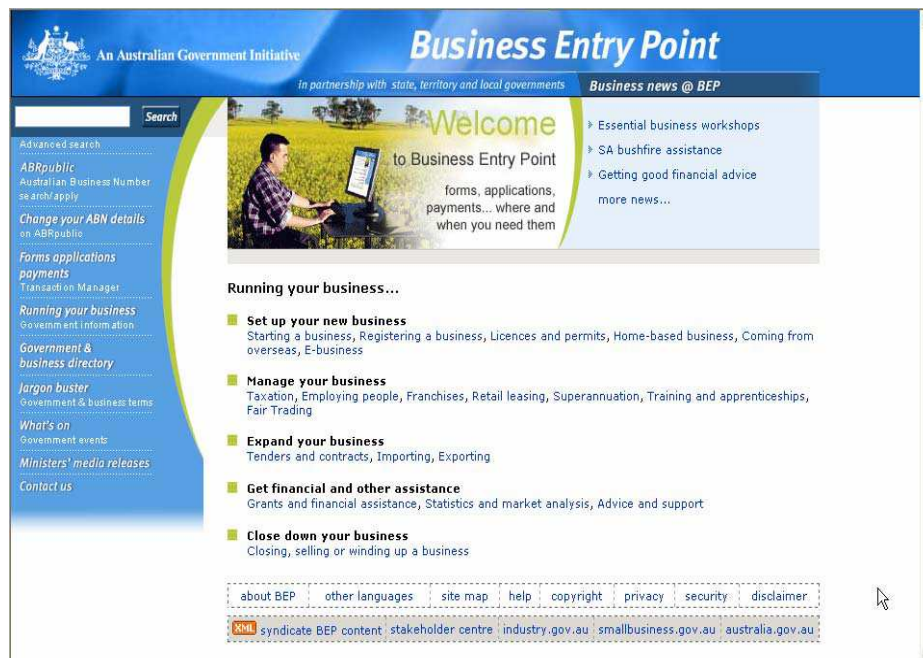 An Australian Government Initiative
Business Entry Point
in partnership with state, territory and local governments
Business news @ BEP
Search
Advanced search
ABRpublic
Australian Business Number
search/apply
Change your ABN details
on ABRpublic
Forms applications
payments
Transaction Manager
Running your business
Government information
Government &
business directory
Jargon buster
Government & business terms
What's on
Government events
Ministers' media releases
Contact us
Welcome
to Business Entry Point
forms, applications,
payments... where and
when you need them
Essential business workshops
SA bushfire assistance
Getting good financial advice
more news...
Running your business...
Set up your new business
Starting a business, Registering a business, Licences and permits, Home-based business, Coming from
overseas, E-business
Manage your business
Taxation, Employing people, Franchises, Retail leasing, Superannuation, Training and apprenticeships,
Fair Trading
Expand your business
Tenders and contracts, Importing, Exporting
Get financial and other assistance
Grants and financial assistance, Statistics and market analysis, Advice and support
Close down your business
Closing, selling or winding up a business
about BEP other languages site map help copyright privacy security disclaimer
XML syndicate BEP content stakeholder centre industry.gov.au smallbusiness.gov.au australia.gov.au